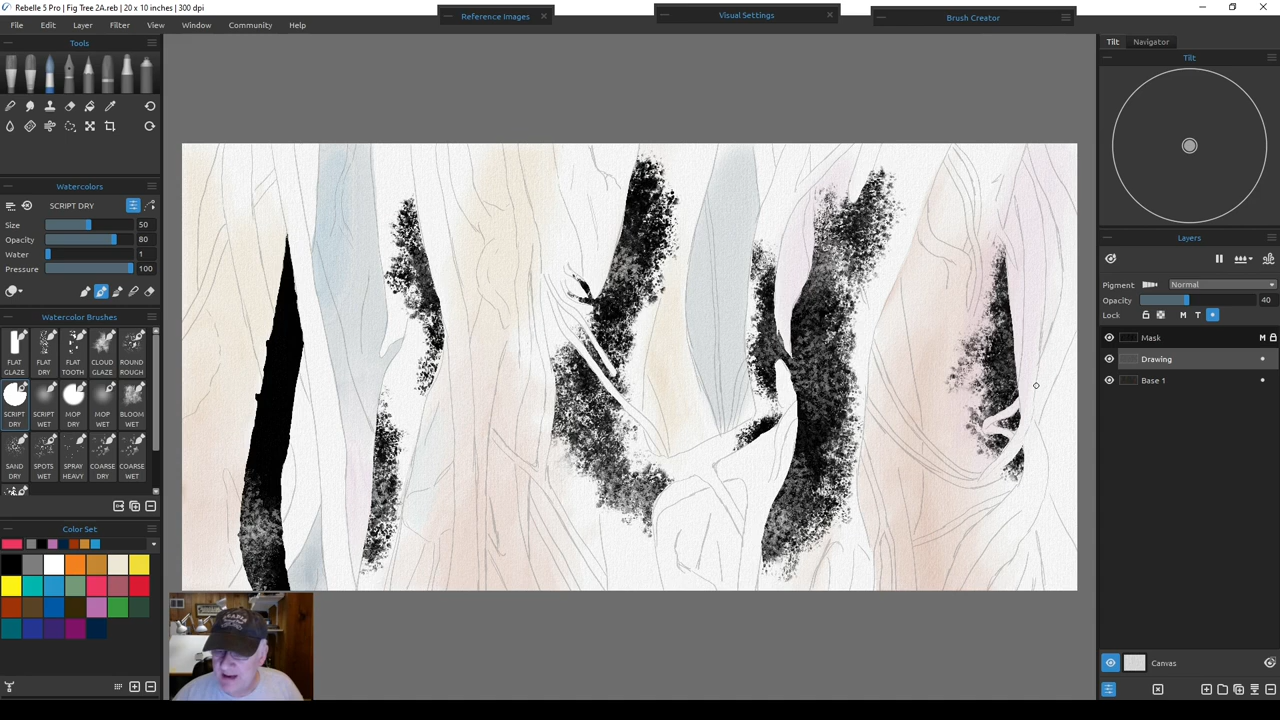 Rebelle 5 Pro | Fig Tree 2A.reb | 20 x 10 inches | 300 dpi
Reference Images
Visual Settings
Brush Creator
File Edit Layer Filter View Window Community Help
Tools
Tilt Navigator
Tilt
Watercolors
SCRIPT DRY
Size 50
Opacity 80
Water 1
Pressure 100
Watercolor Brushes
FLAT GLAZE
FLAT DRY
FLAT TOOTH
CLOUD GLAZE
ROUND ROUGH
SCRIPT DRY
SCRIPT WET
MOP DRY
MOP WET
BLOOM WET
SAND DRY
SPOTS WET
SPRAY HEAVY
COARSE DRY
COARSE WET
Color Set
Layers
Pigment Normal
Opacity 40
Lock M T
Mask M
Drawing
Base 1
Canvas